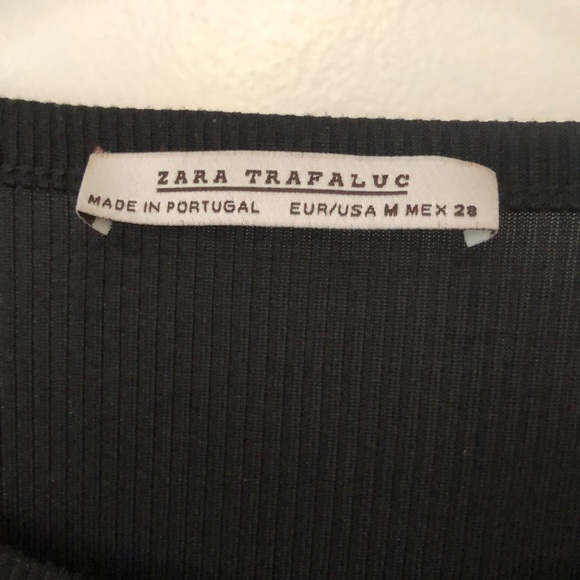 ZARA TRAFALUC
MADE IN PORTUGAL EUR/USA M MEX 28